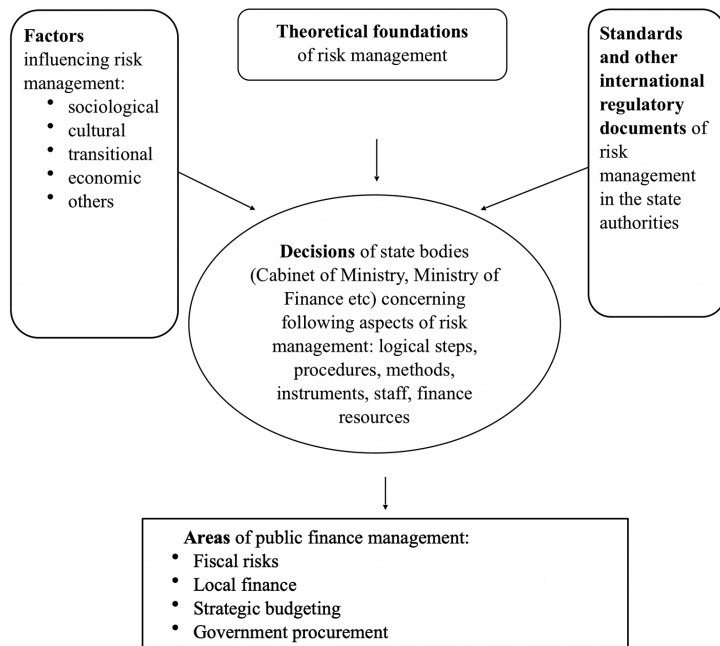 Factors
influencing risk
management:
• sociological
• cultural
• transitional
• economic
• others
Theoretical foundations
of risk management
Standards
and other
international
regulatory
documents of
risk
management
in the state
authorities
Decisions of state bodies
(Cabinet of Ministry, Ministry of
Finance etc) concerning
following aspects of risk
management: logical steps,
procedures, methods,
instruments, staff, finance
resources
Areas of public finance management:
• Fiscal risks
• Local finance
• Strategic budgeting
• Government procurement